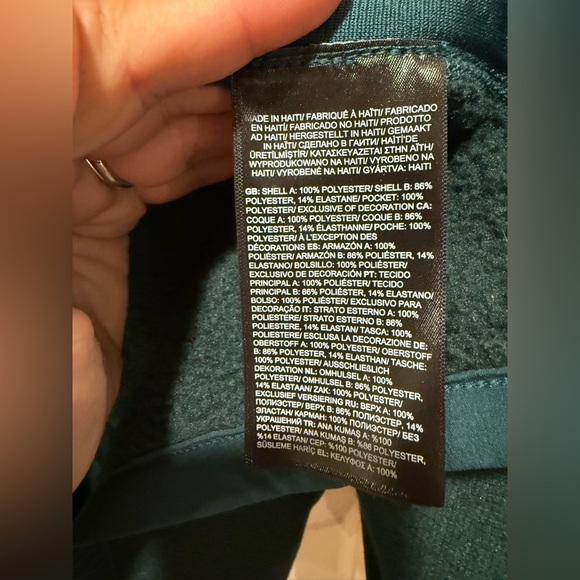 MADE IN HAITI/ FABRIQUÉ À HAÏTI/ FABRICADO
EN HAITI/ FABRICADO NO HAITI/ PRODOTTO
AD HAITI/ HERGESTELLT IN HAITI/ GEMAAKT
IN HAÏTI/ СДЕЛАНО В ГАИТИ/ HAİTİ'DE
ÜRETİLMİŞTİR/ ΚΑΤΑΣΚΕΥΑΖΕΤΑΙ ΣΤΗΝ ΑΪΤΗ/
WYPRODUKOWANO NA HAITI/ VYROBENO NA
HAITI/ VYROBENÉ NA HAITI/ GYÁRTVA: HAITI
GB: SHELL A: 100% POLYESTER/ SHELL B: 86%
POLYESTER, 14% ELASTANE/ POCKET: 100%
POLYESTER/ EXCLUSIVE OF DECORATION CA:
COQUE A: 100% POLYESTER/ COQUE B: 86%
POLYESTER, 14% ÉLASTHANNE/ POCHE: 100%
POLYESTER/ À L'EXCEPTION DES
DÉCORATIONS ES: ARMAZÓN A: 100%
POLIÉSTER/ ARMAZÓN B: 86% POLIÉSTER, 14%
ELASTANO/ BOLSILLO: 100% POLIÉSTER/
EXCLUSIVO DE DECORACIÓN PT: TECIDO
PRINCIPAL A: 100% POLIÉSTER/ TECIDO
PRINCIPAL B: 86% POLIÉSTER, 14% ELASTANO/
BOLSO: 100% POLIÉSTER/ EXCLUSIVO PARA
DECORAÇÃO IT: STRATO ESTERNO A: 100%
POLIESTERE/ STRATO ESTERNO B: 86%
POLIESTERE, 14% ELASTAN/ TASCA: 100%
POLIESTERE/ ESCLUSA LA DECORAZIONE DE:
OBERSTOFF A: 100% POLYESTER/ OBERSTOFF
B: 86% POLYESTER, 14% ELASTHAN/ TASCHE:
100% POLYESTER/ AUSSCHLIEßLICH
DEKORATION NL: OMHULSEL A: 100%
POLYESTER/ OMHULSEL B: 86% POLYESTER,
14% ELASTAAN/ ZAK: 100% POLYESTER/
EXCLUSIEF VERSIERING RU: ВЕРХ A: 100%
ПОЛИЭСТЕР/ ВЕРХ B: 86% ПОЛИЭСТЕР, 14%
ЭЛАСТАН/ КАРМАН: 100% ПОЛИЭСТЕР/ БЕЗ
УКРАШЕНИЙ TR: ANA KUMAŞ A: %100
POLYESTER/ ANA KUMAŞ B: %86 POLYESTER,
%14 ELASTAN/ CEP: %100 POLYESTER/
SÜSLEME HARİÇ EL: ΚΕΛΥΦΟΣ A: 100%